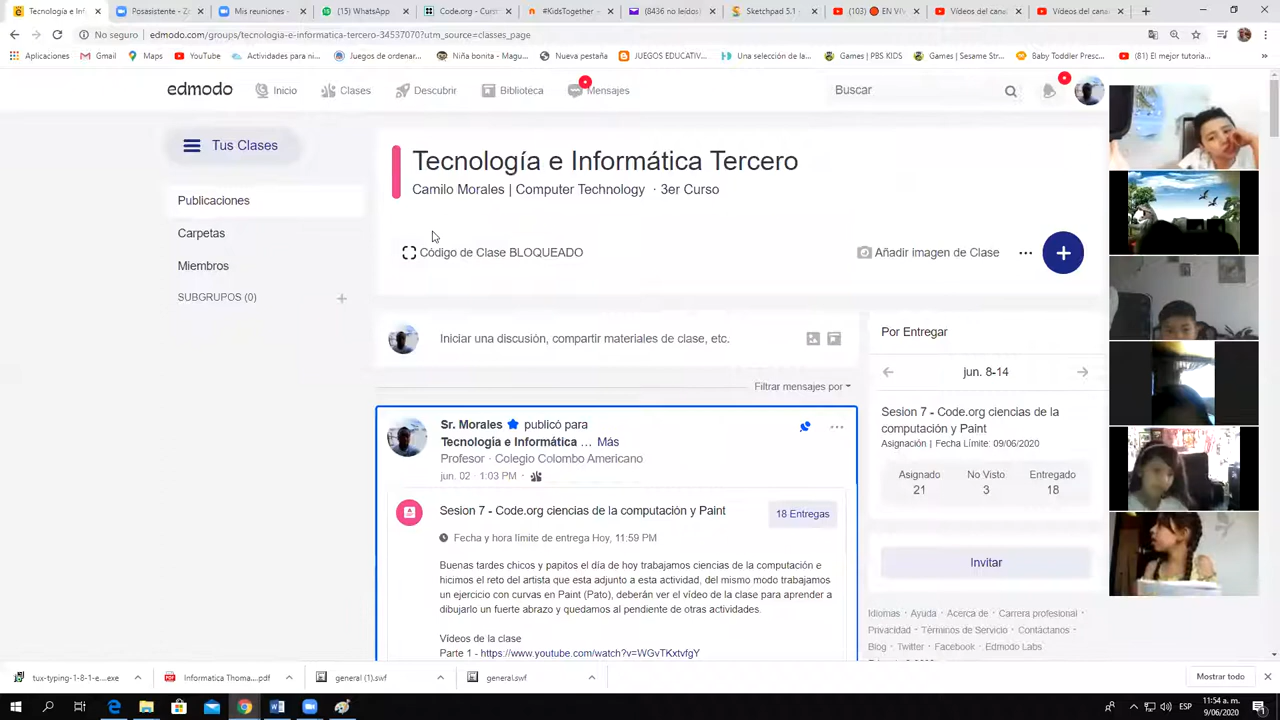 Tecnología e In
Posasistente - Z
Mis reuniones -
(15) WhatsApp
Code.org - Curs
#KidsTogether -
(8436 no leídos)
Sketchpad 5.1
(103) EN VIV
Vídeos del cana
Vídeos del cana
No seguro edmodo.com/groups/tecnologia-e-informatica-tercero-34537070?utm_source=classes_page
Aplicaciones Gmail Maps YouTube Actividades para ni... Juegos de ordenar... Niña bonita - Magu... Nueva pestaña JUEGOS EDUCATIV... Una selección de la... Games | PBS KIDS Games | Sesame Str... Baby Toddler Presc... (81) El mejor tutoria...
edmodo Inicio Clases Descubrir Biblioteca Mensajes Buscar
Tus Clases
Publicaciones
Carpetas
Miembros
SUBGRUPOS (0)
Tecnología e Informática Tercero
Camilo Morales | Computer Technology · 3er Curso
Código de Clase BLOQUEADO
Añadir imagen de Clase
Iniciar una discusión, compartir materiales de clase, etc.
Filtrar mensajes por
Sr. Morales publicó para
Tecnología e Informática ... Más
Profesor · Colegio Colombo Americano
jun. 02 · 1:03 PM ·
Sesion 7 - Code.org ciencias de la computación y Paint
18 Entregas
Fecha y hora límite de entrega Hoy, 11:59 PM
Buenas tardes chicos y papitos el día de hoy trabajamos ciencias de la computación e
hicimos el reto del artista que esta adjunto a esta actividad, del mismo modo trabajamos
un ejercicio con curvas en Paint (Pato), deberán ver el vídeo de la clase para aprender a
dibujarlo un fuerte abrazo y quedamos al pendiente de otras actividades.
Vídeos de la clase
Parte 1 - https://www.youtube.com/watch?v=WGvTKxtvfgY
Por Entregar
jun. 8-14
Sesion 7 - Code.org ciencias de la
computación y Paint
Asignación | Fecha Límite: 09/06/2020
Asignado No Visto Entregado
21 3 18
Invitar
Idiomas · Ayuda · Acerca de · Carrera profesional ·
Privacidad · Términos de Servicio · Contáctanos ·
Blog · Twitter · Facebook · Edmodo Labs
tux-typing-1-8-1-e....exe
Informatica Thoma....pdf
general (1).swf
general.swf
Mostrar todo
ESP
11:54 a. m.
9/06/2020